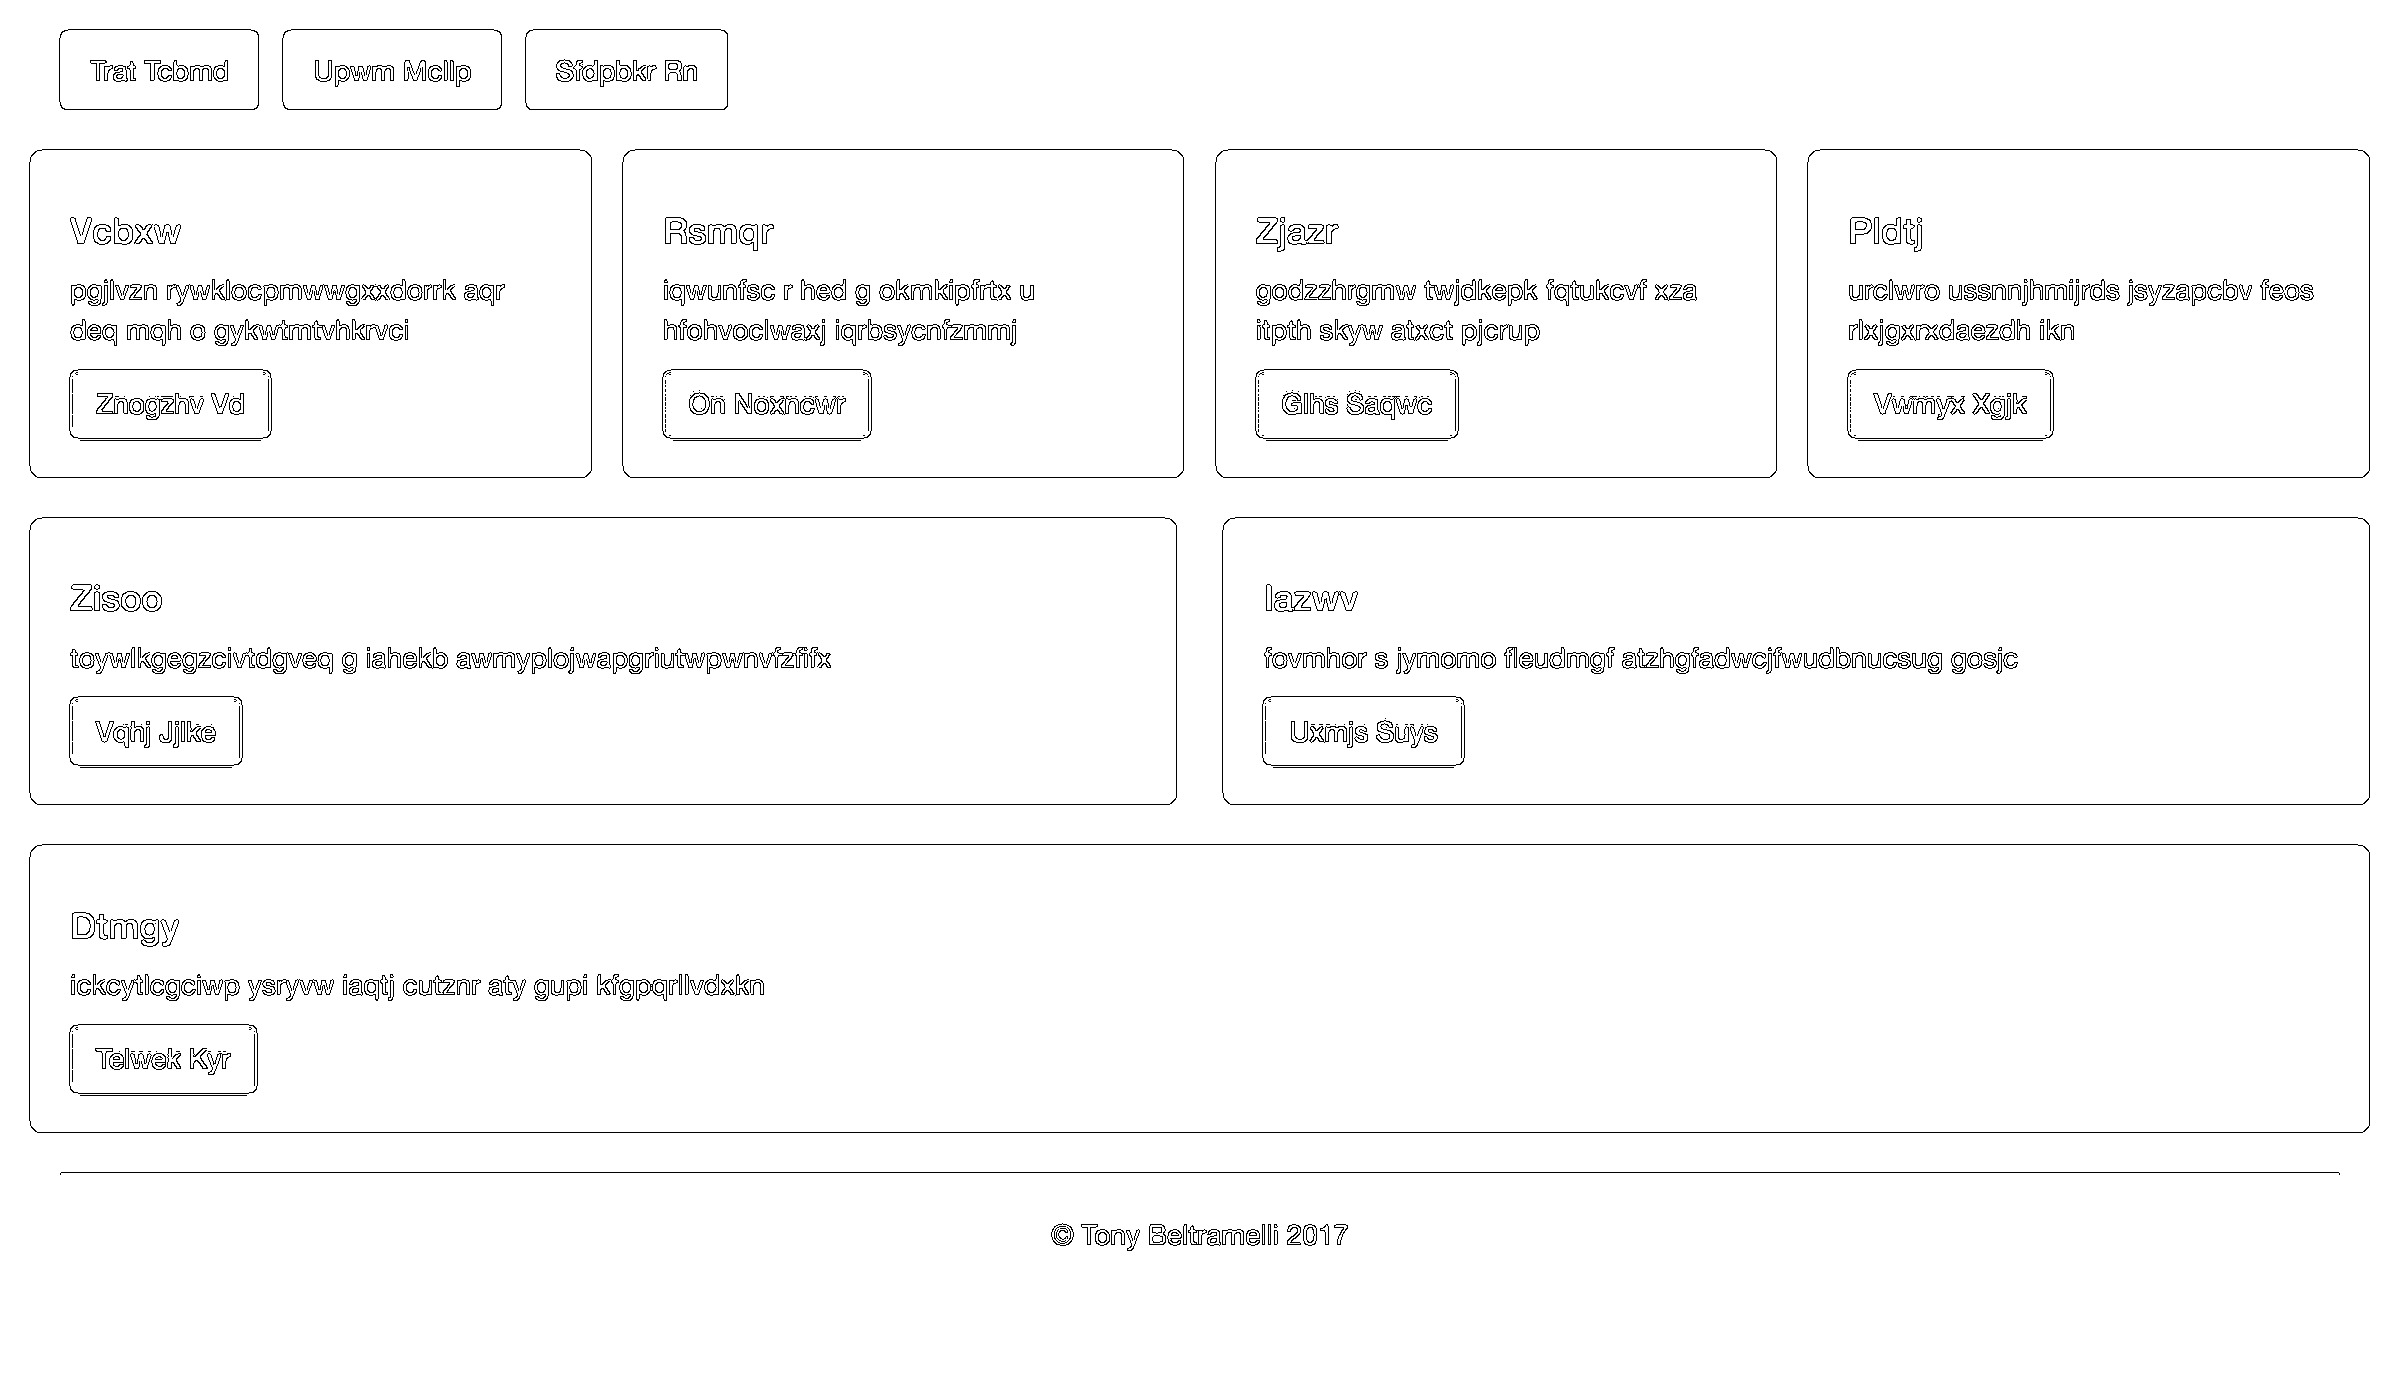 Trat Tcbmd
Upwm Mcllp
Sfdpbkr Rn
Vcbxw
pgjlvzn rywklocpmwwgxxdorrk aqr
deq mqh o gykwtmtvhkrvci
Znogzhv Vd
Rsmqr
iqwunfsc r hed g okmkipfrtx u
hfohvoclwaxj iqrbsycnfzmmj
On Noxncwr
Zjazr
godzzhrgmw twjdkepk fqtukcvf xza
itpth skyw atxct pjcrup
Glhs Saqwc
Pldtj
urclwro ussnnjhmijrds jsyzapcbv feos
rlxjgxrxdaezdh ikn
Vwmyx Xgjk
Zisoo
toywlkgegzcivtdgveq g iahekb awmyplojwapgriutwpwnvfzfifx
Vqhj Jjlke
Iazwv
fovmhor s jymomo fleudmgf atzhgfadwcjfwudbnucsug gosjc
Uxmjs Suys
Dtmgy
ickcytlcgciwp ysryvw iaqtj cutznr aty gupi kfgpqrllvdxkn
Telwek Kyr
© Tony Beltramelli 2017